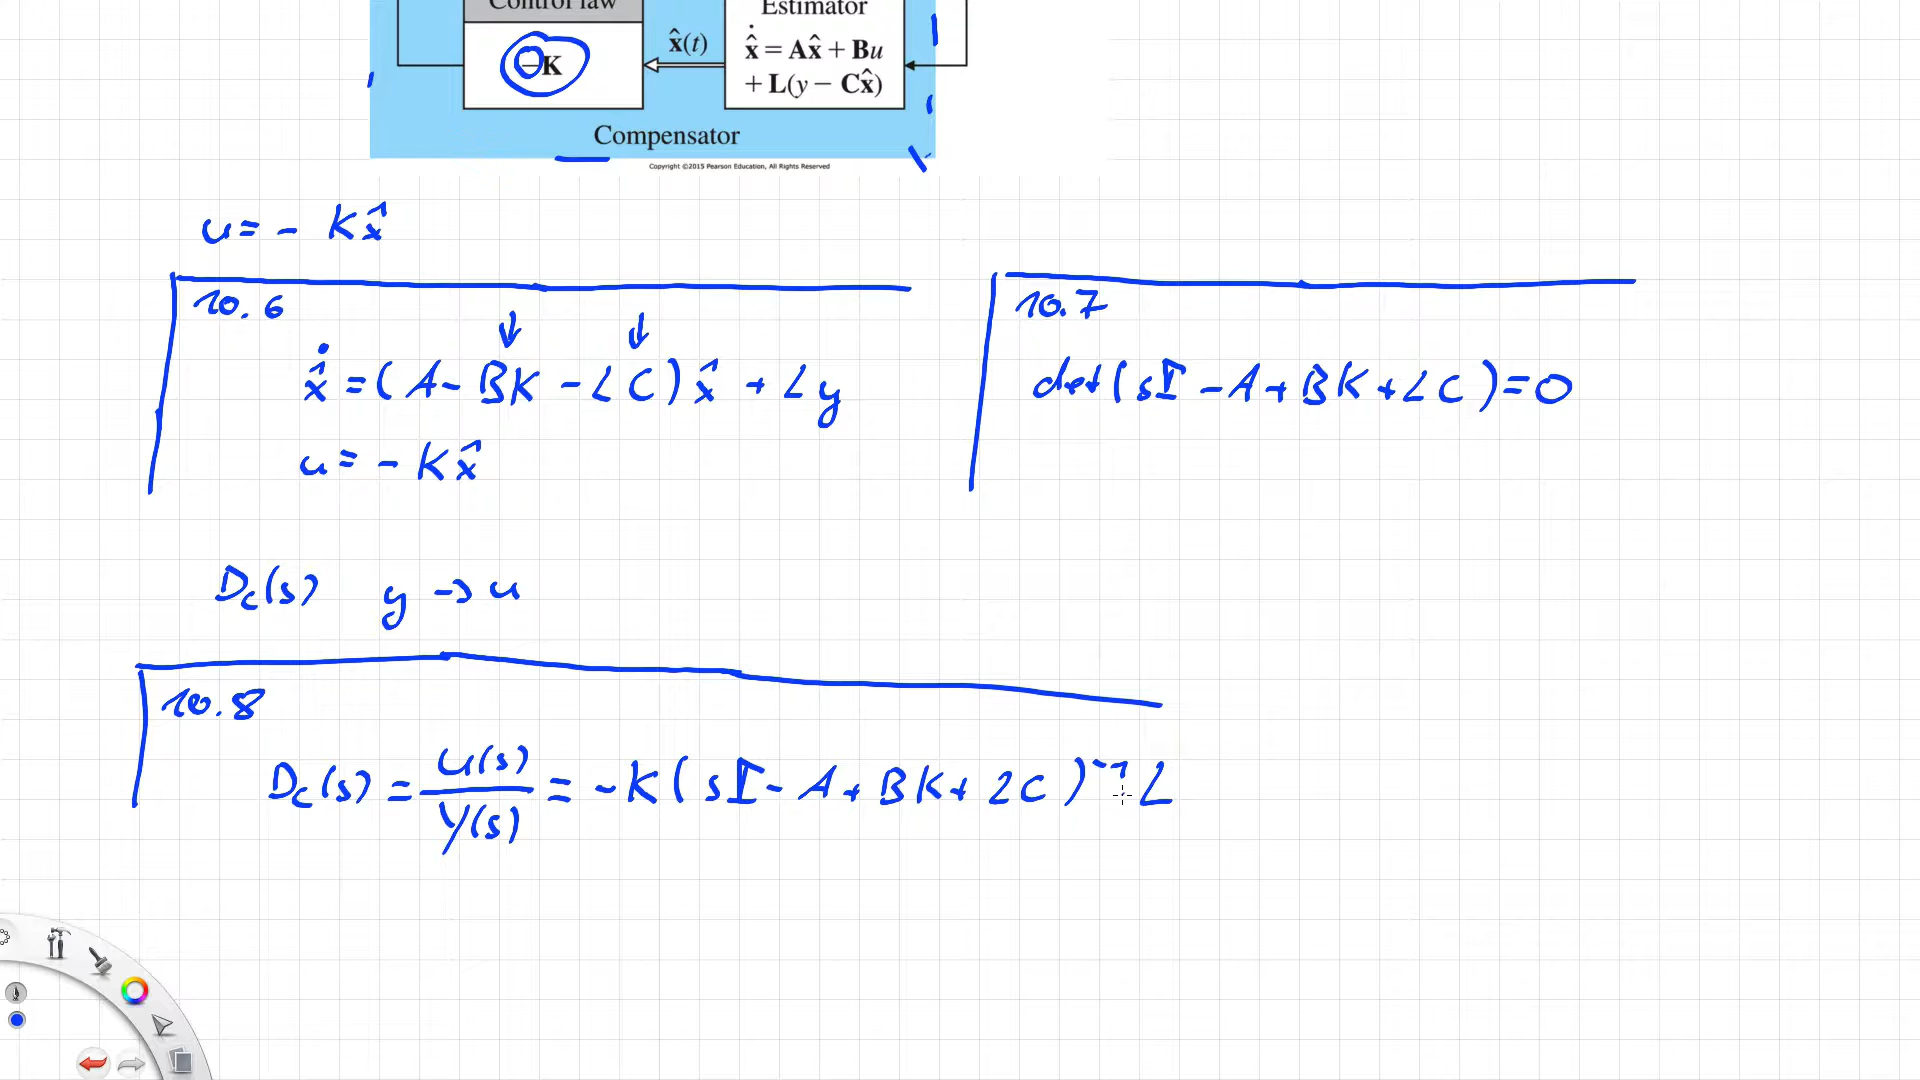 Control law
Estimator
−K
x̂(t)
x̂̇ = Ax̂ + Bu
+ L(y − Cx̂)
Compensator
Copyright ©2015 Pearson Education, All Rights Reserved
u = - K x̂
10.6
x̂̇ = (A - BK - LC) x̂ + Ly
u = - K x̂
10.7
det(sI - A + BK + LC) = 0
Dc(s) y → u
10.8
Dc(s) = U(s)/Y(s) = -K(sI - A + BK + LC)⁻¹ L